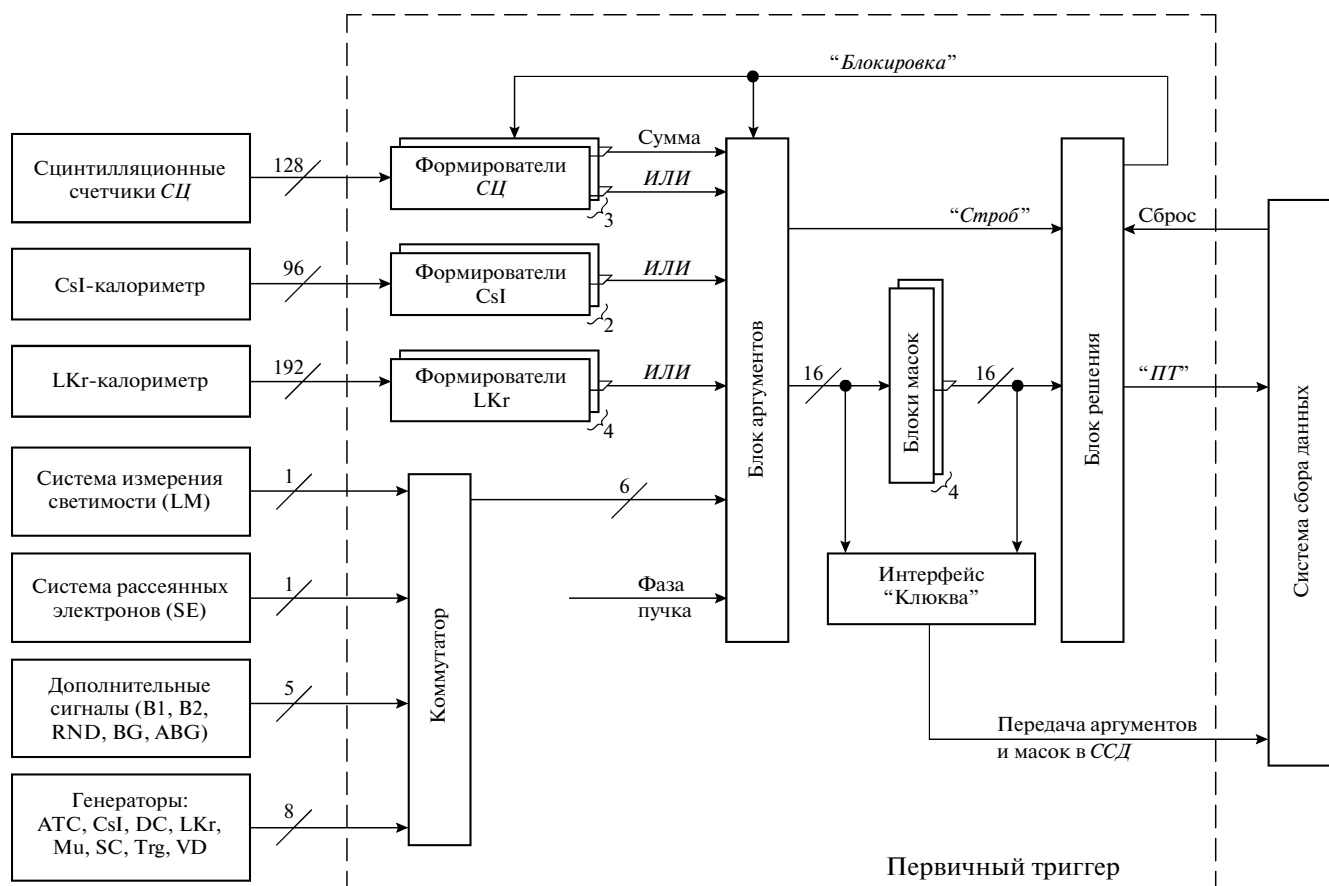 “Блокировка”
Сцинтилляционные
счетчики СЦ
128
Формирователи
СЦ
3
Сумма
ИЛИ
CsI-калориметр
96
Формирователи
CsI
2
ИЛИ
LKr-калориметр
192
Формирователи
LKr
4
ИЛИ
Система измерения
светимости (LM)
1
Система рассеянных
электронов (SE)
1
Дополнительные
сигналы (B1, B2,
RND, BG, ABG)
5
Генераторы:
ATC, CsI, DC, LKr,
Mu, SC, Trg, VD
8
Коммутатор
6
Фаза
пучка
Блок аргументов
“Строб”
16
Блоки масок
4
16
Интерфейс
“Клюква”
Блок решения
Сброс
“ПТ”
Передача аргументов
и масок в ССД
Система сбора данных
Первичный триггер